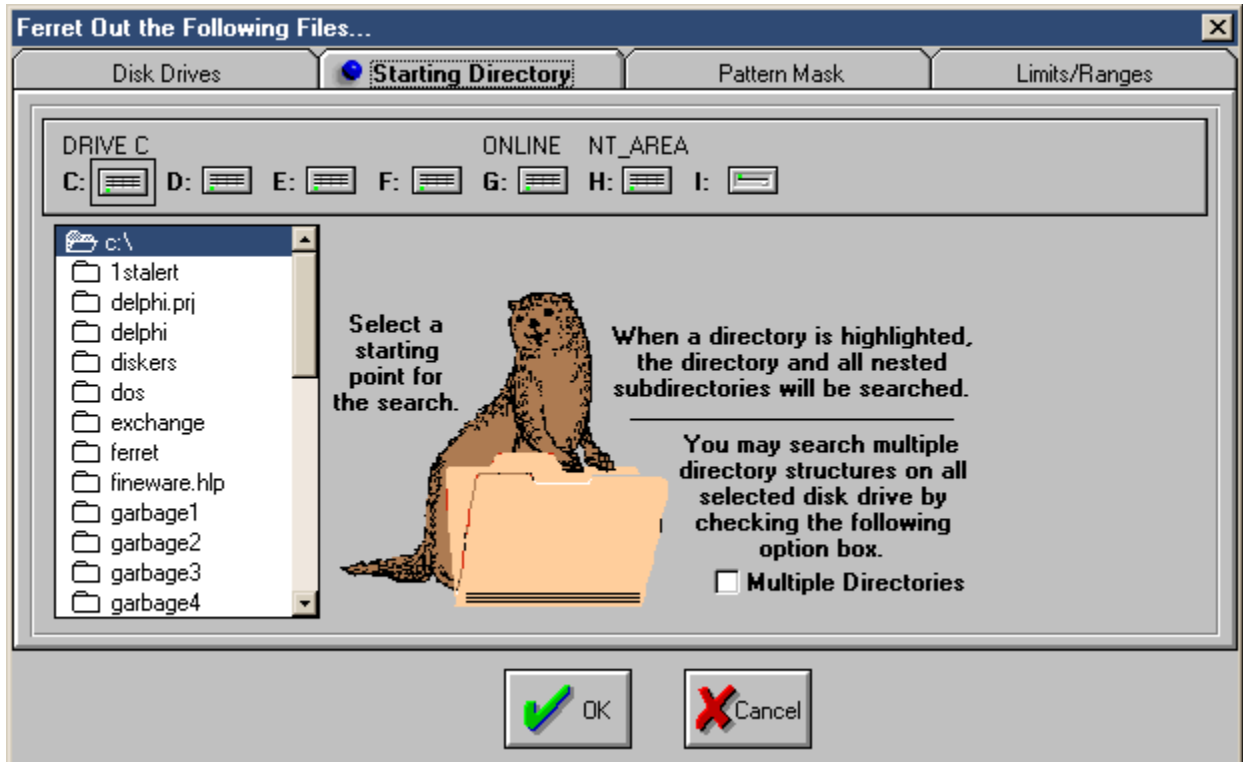 Ferret Out the Following Files...
Disk Drives Starting Directory Pattern Mask Limits/Ranges
DRIVE C ONLINE NT_AREA
C: D: E: F: G: H: I:
c:\
1stalert
delphi.prj
delphi
diskers
dos
exchange
ferret
fineware.hlp
garbage1
garbage2
garbage3
garbage4
Select a
starting
point for
the search.
When a directory is highlighted,
the directory and all nested
subdirectories will be searched.
You may search multiple
directory structures on all
selected disk drive by
checking the following
option box.
Multiple Directories
OK Cancel